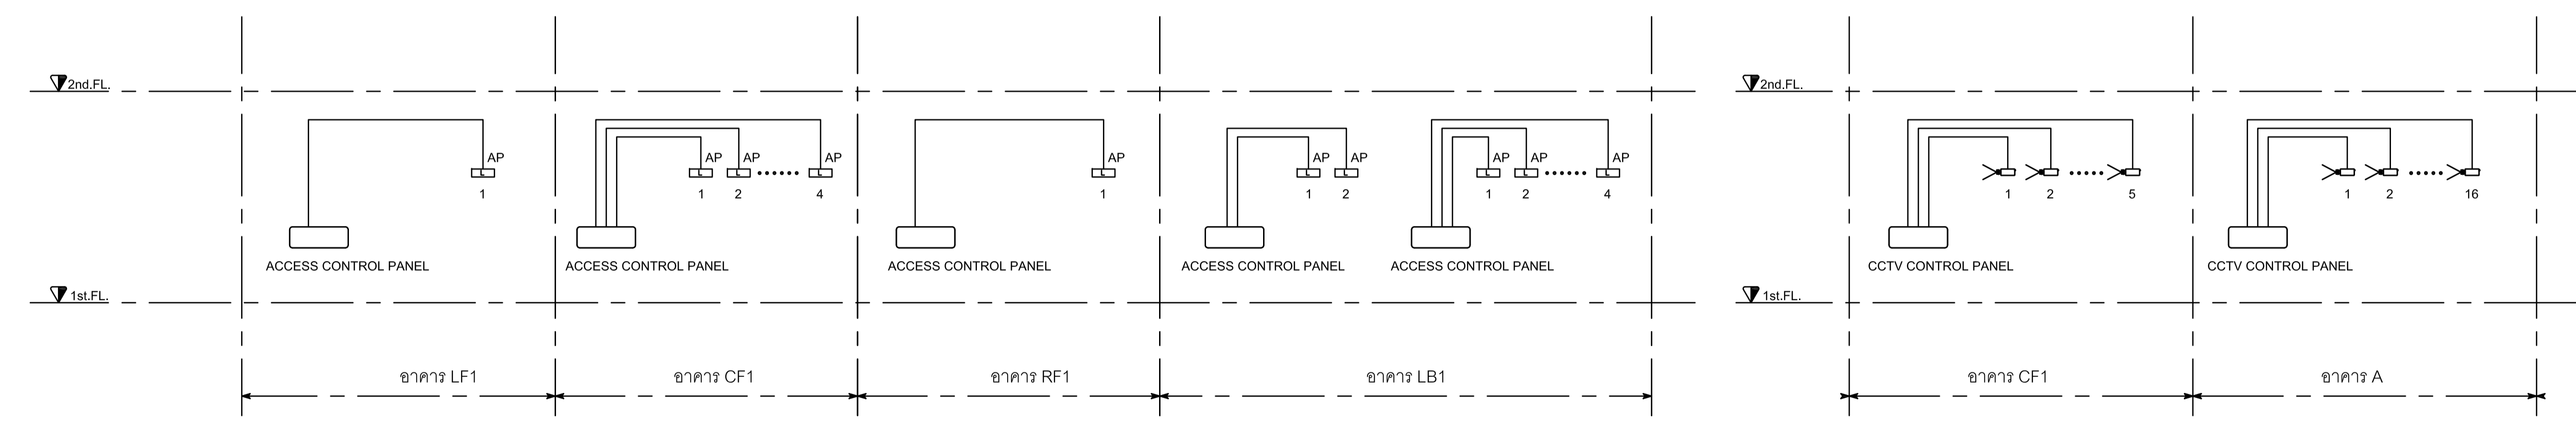 2nd.FL.
2nd.FL.
AP
AP AP AP
AP
AP AP
AP AP AP
1
1 2 4
1
1 2
1 2 4
1 2 5
1 2 16
ACCESS CONTROL PANEL
ACCESS CONTROL PANEL
ACCESS CONTROL PANEL
ACCESS CONTROL PANEL
ACCESS CONTROL PANEL
CCTV CONTROL PANEL
CCTV CONTROL PANEL
1st.FL.
1st.FL.
อาคาร LF1
อาคาร CF1
อาคาร RF1
อาคาร LB1
อาคาร CF1
อาคาร A